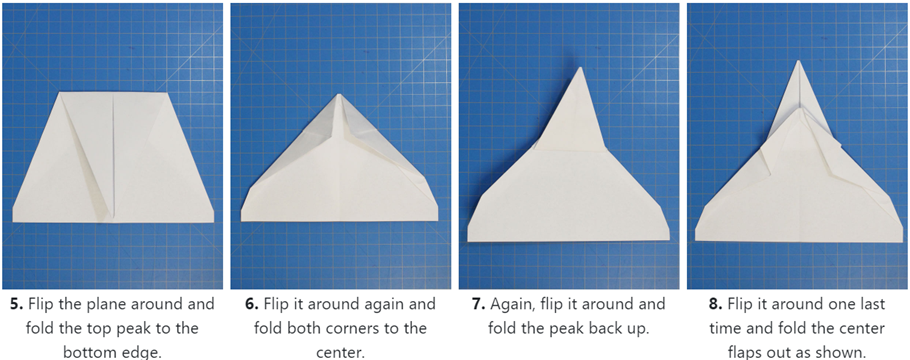 5. Flip the plane around and
fold the top peak to the
bottom edge.
6. Flip it around again and
fold both corners to the
center.
7. Again, flip it around and
fold the peak back up.
8. Flip it around one last
time and fold the center
flaps out as shown.